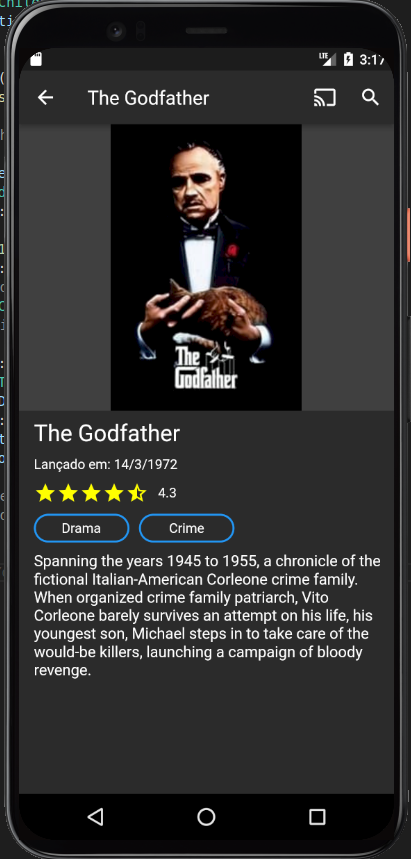 LTE 3:17
The Godfather
The
Godfather
The Godfather
Lançado em: 14/3/1972
4.3
Drama Crime
Spanning the years 1945 to 1955, a chronicle of the
fictional Italian-American Corleone crime family.
When organized crime family patriarch, Vito
Corleone barely survives an attempt on his life, his
youngest son, Michael steps in to take care of the
would-be killers, launching a campaign of bloody
revenge.